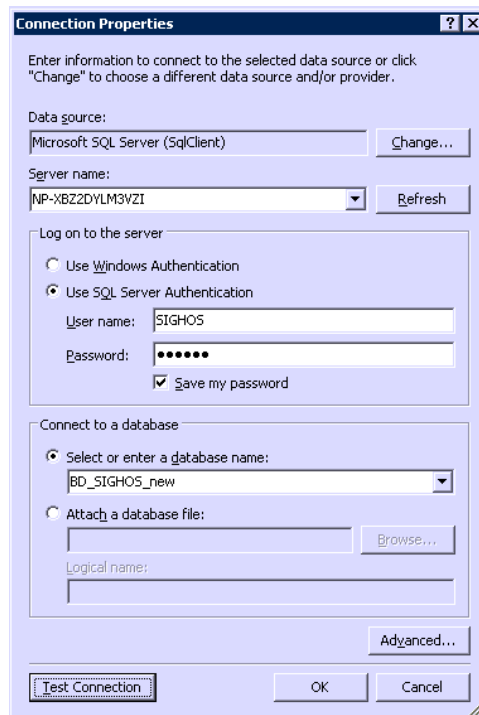 Connection Properties
Enter information to connect to the selected data source or click
"Change" to choose a different data source and/or provider.
Data source:
Microsoft SQL Server (SqlClient)
Change...
Server name:
NP-XBZ2DYLM3VZI
Refresh
Log on to the server
Use Windows Authentication
Use SQL Server Authentication
User name:
SIGHOS
Password:
●●●●●●
Save my password
Connect to a database
Select or enter a database name:
BD_SIGHOS_new
Attach a database file:
Browse...
Logical name:
Advanced...
Test Connection
OK
Cancel